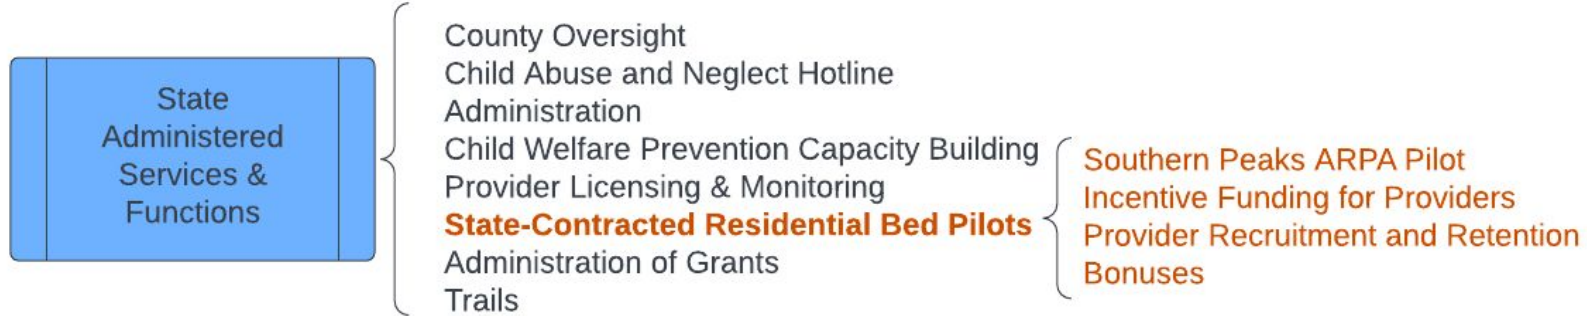 State
Administered
Services &
Functions
County Oversight
Child Abuse and Neglect Hotline
Administration
Child Welfare Prevention Capacity Building
Provider Licensing & Monitoring
State-Contracted Residential Bed Pilots
Administration of Grants
Trails
Southern Peaks ARPA Pilot
Incentive Funding for Providers
Provider Recruitment and Retention
Bonuses